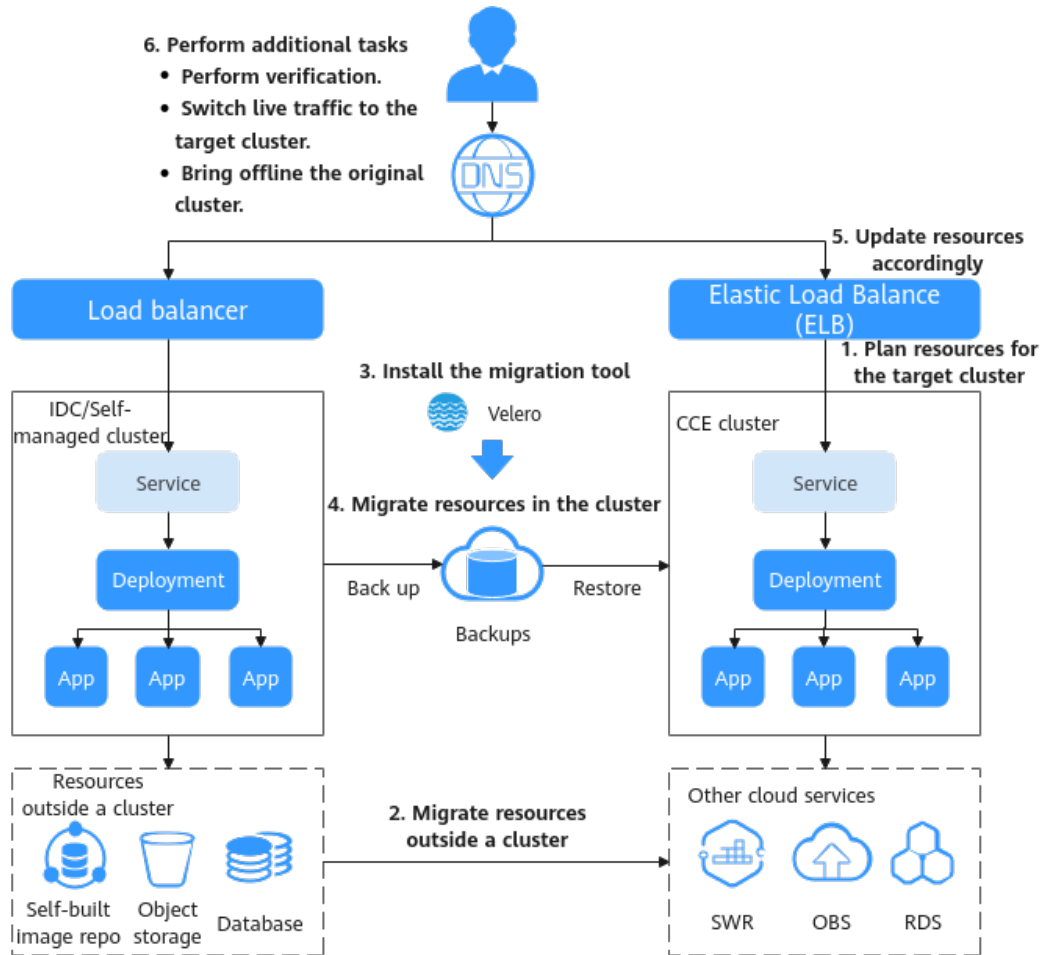 6. Perform additional tasks
• Perform verification.
• Switch live traffic to the
target cluster.
• Bring offline the original
cluster.
DNS
5. Update resources
accordingly
Load balancer
Elastic Load Balance
(ELB)
1. Plan resources for
the target cluster
3. Install the migration tool
Velero
IDC/Self-
managed cluster
CCE cluster
Service
Service
4. Migrate resources in the cluster
Deployment
Back up
Restore
Deployment
Backups
App
App
App
App
App
App
Resources
outside a cluster
2. Migrate resources
outside a cluster
Other cloud services
Self-built
image repo
Object
storage
Database
SWR
OBS
RDS